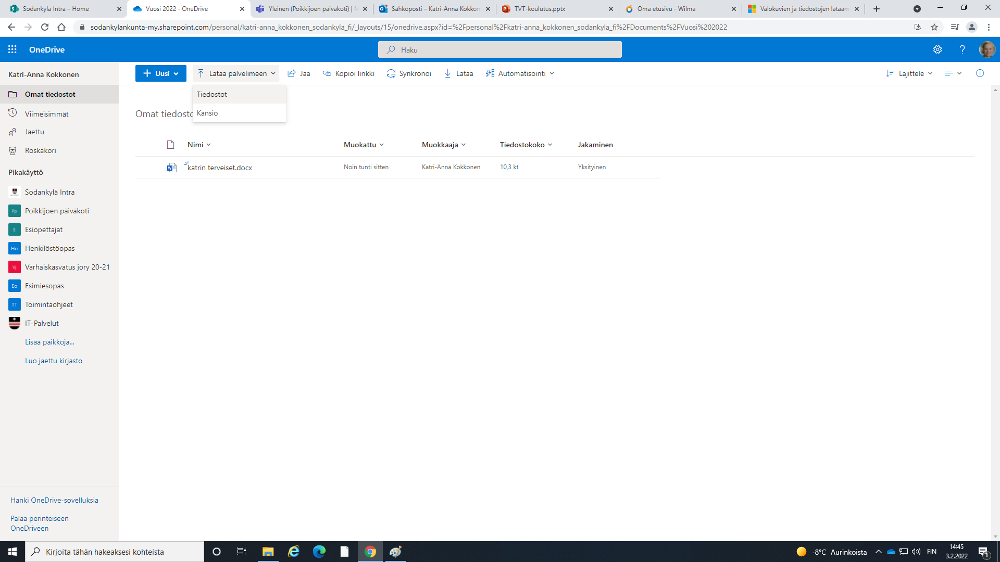 Sodankylä Intra – Home
Vuosi 2022 - OneDrive
Yleinen (Poikkijoen päiväkoti) | M
Sähköposti – Katri-Anna Kokkon
TVT-koulutus.pptx
Oma etusivu - Wilma
Valokuvien ja tiedostojen lataam
sodankylankunta-my.sharepoint.com/personal/katri-anna_kokkonen_sodankyla_fi/_layouts/15/onedrive.aspx?id=%2Fpersonal%2Fkatri-anna_kokkonen_sodankyla_fi%2FDocuments%2FVuosi%202022
OneDrive
Haku
Katri-Anna Kokkonen
Uusi
Lataa palvelimeen
Jaa
Kopioi linkki
Synkronoi
Lataa
Automatisointi
Lajittele
Omat tiedostot
Viimeisimmät
Jaettu
Roskakori
Pikakäyttö
Sodankylä Intra
Pp Poikkijoen päiväkoti
E Esiopettajat
Ho Henkilöstöopas
Vj Varhaiskasvatus jory 20-21
Eo Esimiesopas
TT Toimintaohjeet
IT-Palvelut
Lisää paikkoja...
Luo jaettu kirjasto
Hanki OneDrive-sovelluksia
Palaa perinteiseen
OneDriveen
Tiedostot
Kansio
Omat tiedosto
Nimi Muokattu Muokkaaja Tiedostokoko Jakaminen
katrin terveiset.docx Noin tunti sitten Katri-Anna Kokkonen 10,3 kt Yksityinen
Kirjoita tähän hakeaksesi kohteista
-8°C Aurinkoista
FIN
14:45
3.2.2022
1